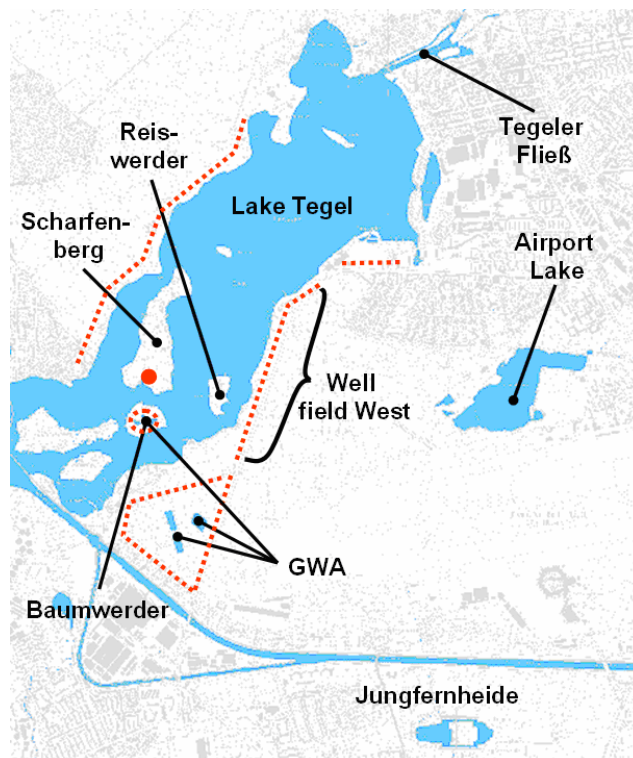 Reis-
werder
Tegeler
Fließ
Lake Tegel
Scharfen-
berg
Airport
Lake
Well
field West
GWA
Baumwerder
Jungfernheide